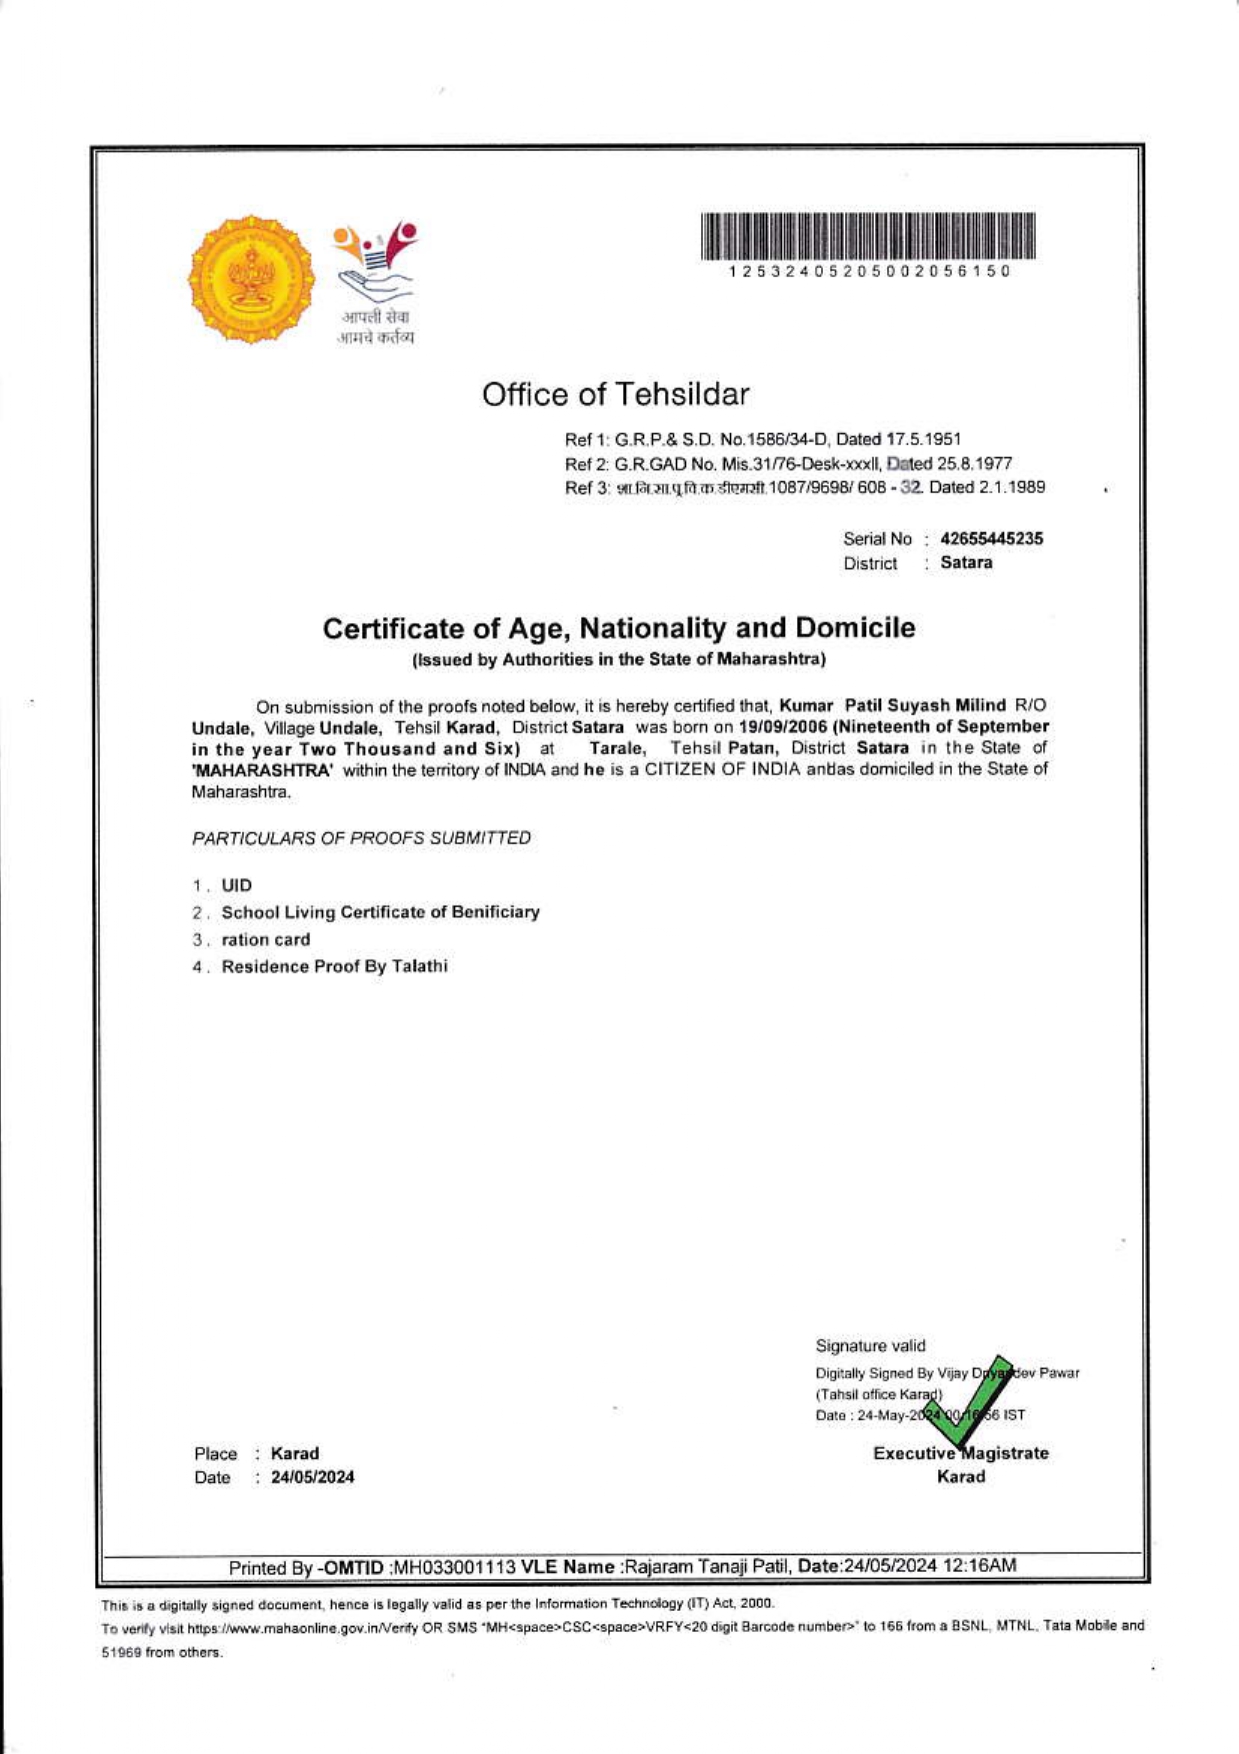 12532405205002056150
आपली सेवा
आमचे कर्तव्य
Office of Tehsildar
Ref 1: G.R.P.& S.D. No.1586/34-D, Dated 17.5.1951
Ref 2: G.R.GAD No. Mis.31/76-Desk-xxxII, Dated 25.8.1977
Ref 3: शा.नि.सा.पू.वि.क.डीएमसी.1087/9698/ 608 - 32. Dated 2.1.1989
Serial No : 42655445235
District : Satara
Certificate of Age, Nationality and Domicile
(Issued by Authorities in the State of Maharashtra)
On submission of the proofs noted below, it is hereby certified that, Kumar Patil Suyash Milind R/O
Undale, Village Undale, Tehsil Karad, District Satara was born on 19/09/2006 (Nineteenth of September
in the year Two Thousand and Six) at Tarale, Tehsil Patan, District Satara in the State of
'MAHARASHTRA' within the territory of INDIA and he is a CITIZEN OF INDIA and domiciled in the State of
Maharashtra.
PARTICULARS OF PROOFS SUBMITTED
1. UID
2. School Living Certificate of Benificiary
3. ration card
4. Residence Proof By Talathi
Signature valid
Digitally Signed By Vijay Dnyandev Pawar
(Tahsil office Karad)
Date : 24-May-2024 00:16:56 IST
Place : Karad
Executive Magistrate
Date : 24/05/2024
Karad
Printed By -OMTID :MH033001113 VLE Name :Rajaram Tanaji Patil, Date:24/05/2024 12:16AM
This is a digitally signed document, hence is legally valid as per the Information Technology (IT) Act, 2000.
To verify visit https://www.mahaonline.gov.in/Verify OR SMS "MH<space>CSC<space>VRFY<20 digit Barcode number>" to 166 from a BSNL, MTNL, Tata Mobile and
51969 from others.